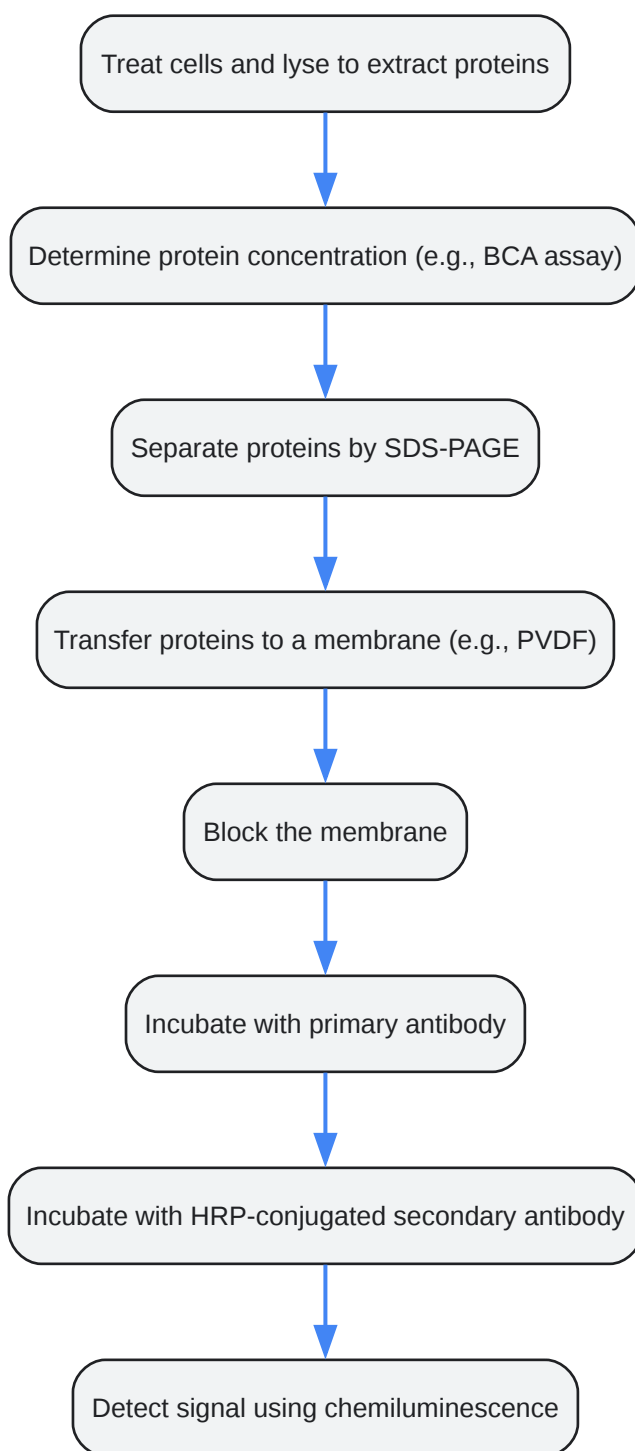 Treat cells and lyse to extract proteins
Determine protein concentration (e.g., BCA assay)
Separate proteins by SDS-PAGE
Transfer proteins to a membrane (e.g., PVDF)
Block the membrane
Incubate with primary antibody
Incubate with HRP-conjugated secondary antibody
Detect signal using chemiluminescence